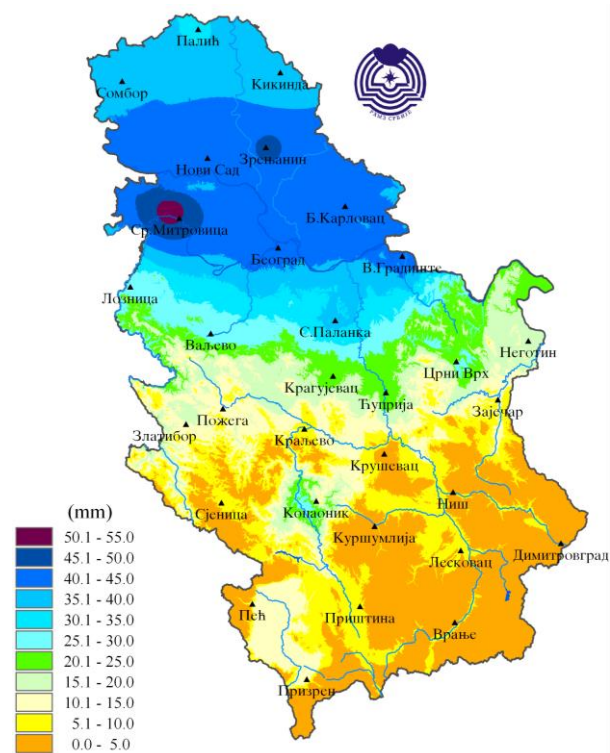 Палић
Кикинда
Сомбор
РХМЗ СРБИЈЕ
Зрењанин
Нови Сад
Б.Карловац
Ср.Митровица
Београд
В.Градиште
Лозница
С.Паланка
Ваљево
Неготин
Црни Врх
Крагујевац
Ћуприја
Зајечар
Пожега
Златибор
Краљево
Крушевац
Ниш
Сјеница
Копаоник
Куршумлија
Димитровград
Лесковац
Приштина
Пећ
Врање
Призрен
(mm)
50.1 - 55.0
45.1 - 50.0
40.1 - 45.0
35.1 - 40.0
30.1 - 35.0
25.1 - 30.0
20.1 - 25.0
15.1 - 20.0
10.1 - 15.0
5.1 - 10.0
0.0 - 5.0